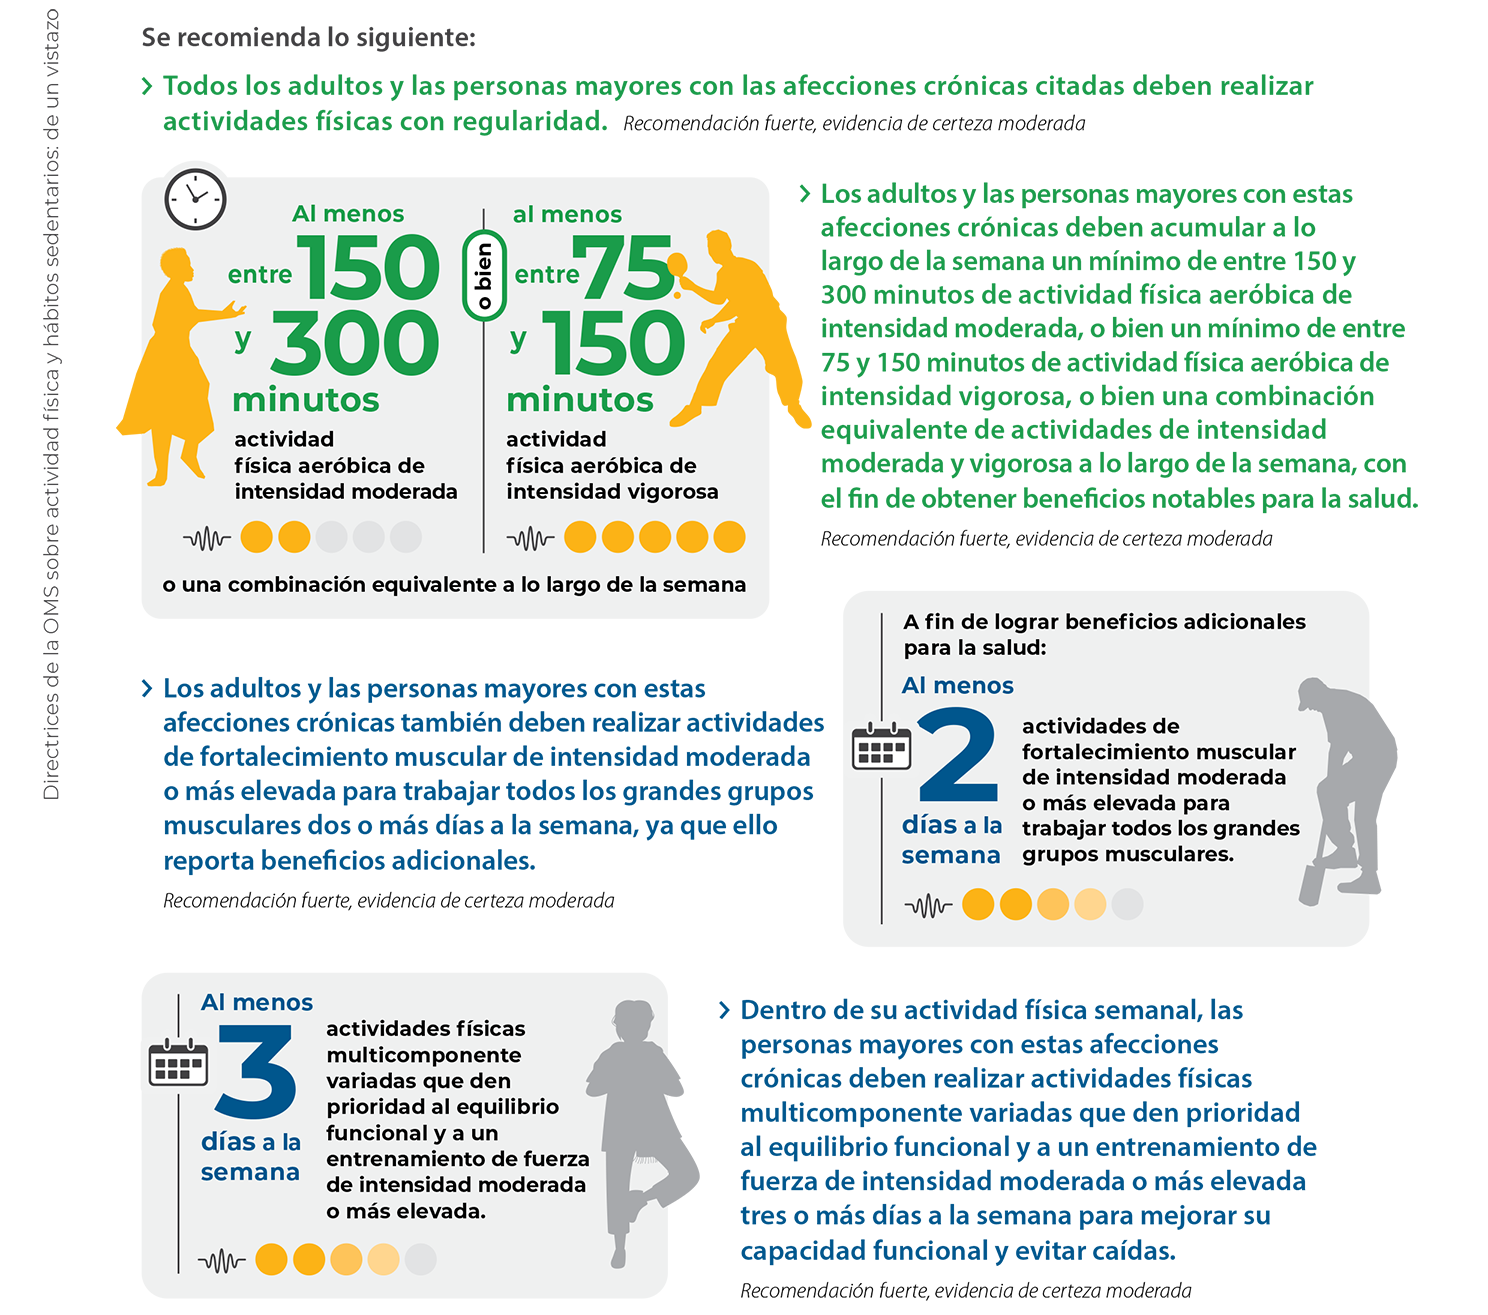 Directrices de la OMS sobre actividad física y hábitos sedentarios: de un vistazo
Se recomienda lo siguiente:
Todos los adultos y las personas mayores con las afecciones crónicas citadas deben realizar
actividades físicas con regularidad. Recomendación fuerte, evidencia de certeza moderada
Al menos
entre 150
y 300
minutos
actividad
física aeróbica de
intensidad moderada
o bien
al menos
entre 75
y 150
minutos
actividad
física aeróbica de
intensidad vigorosa
o una combinación equivalente a lo largo de la semana
Los adultos y las personas mayores con estas
afecciones crónicas deben acumular a lo
largo de la semana un mínimo de entre 150 y
300 minutos de actividad física aeróbica de
intensidad moderada, o bien un mínimo de entre
75 y 150 minutos de actividad física aeróbica de
intensidad vigorosa, o bien una combinación
equivalente de actividades de intensidad
moderada y vigorosa a lo largo de la semana, con
el fin de obtener beneficios notables para la salud.
Recomendación fuerte, evidencia de certeza moderada
Los adultos y las personas mayores con estas
afecciones crónicas también deben realizar actividades
de fortalecimiento muscular de intensidad moderada
o más elevada para trabajar todos los grandes grupos
musculares dos o más días a la semana, ya que ello
reporta beneficios adicionales.
Recomendación fuerte, evidencia de certeza moderada
A fin de lograr beneficios adicionales
para la salud:
Al menos
2
días a la
semana
actividades de
fortalecimiento muscular
de intensidad moderada
o más elevada para
trabajar todos los grandes
grupos musculares.
Al menos
3
días a la
semana
actividades físicas
multicomponente
variadas que den
prioridad al equilibrio
funcional y a un
entrenamiento de fuerza
de intensidad moderada
o más elevada.
Dentro de su actividad física semanal, las
personas mayores con estas afecciones
crónicas deben realizar actividades físicas
multicomponente variadas que den prioridad
al equilibrio funcional y a un entrenamiento de
fuerza de intensidad moderada o más elevada
tres o más días a la semana para mejorar su
capacidad funcional y evitar caídas.
Recomendación fuerte, evidencia de certeza moderada